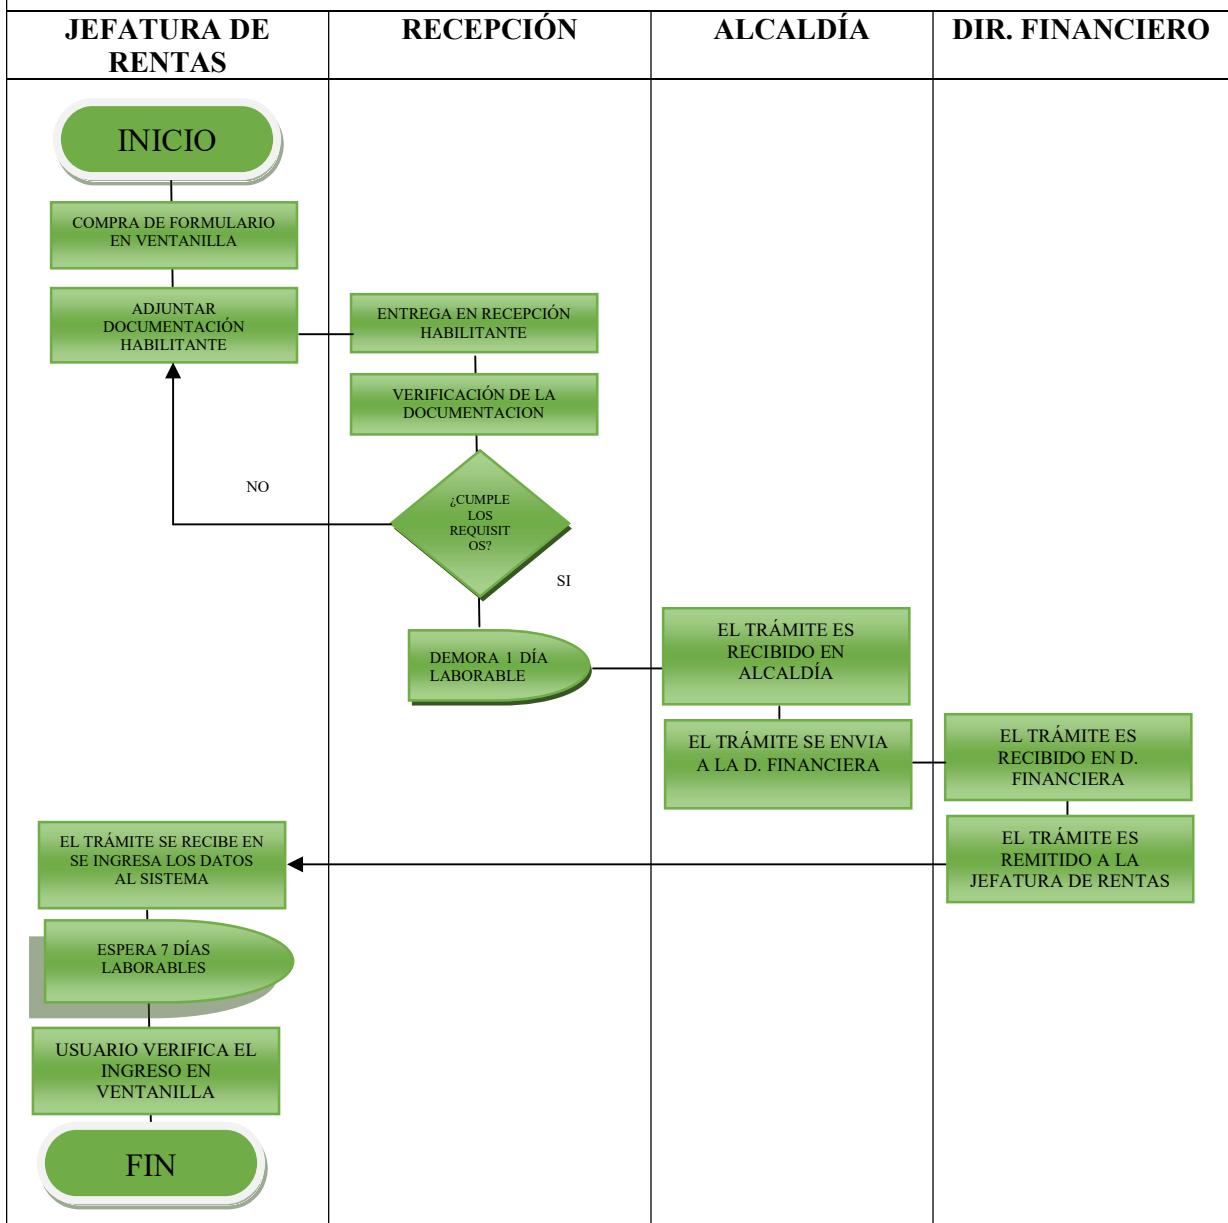 JEFATURA DE
RENTAS
RECEPCIÓN
ALCALDÍA
DIR. FINANCIERO
INICIO
COMPRA DE FORMULARIO
EN VENTANILLA
ADJUNTAR
DOCUMENTACIÓN
HABILITANTE
ENTREGA EN RECEPCIÓN
HABILITANTE
VERIFICACIÓN DE LA
DOCUMENTACION
NO
¿CUMPLE
LOS
REQUISIT
OS?
SI
DEMORA 1 DÍA
LABORABLE
EL TRÁMITE ES
RECIBIDO EN
ALCALDÍA
EL TRÁMITE SE ENVIA
A LA D. FINANCIERA
EL TRÁMITE ES
RECIBIDO EN D.
FINANCIERA
EL TRÁMITE ES
REMITIDO A LA
JEFATURA DE RENTAS
EL TRÁMITE SE RECIBE EN
SE INGRESA LOS DATOS
AL SISTEMA
ESPERA 7 DÍAS
LABORABLES
USUARIO VERIFICA EL
INGRESO EN
VENTANILLA
FIN